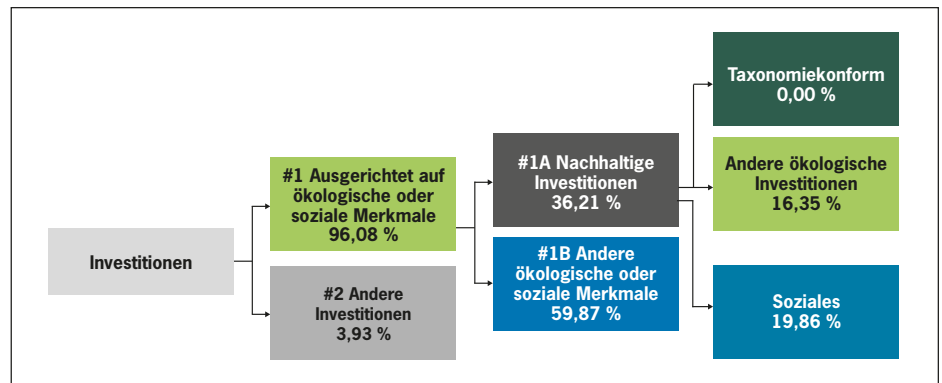 Investitionen
#1 Ausgerichtet auf
ökologische oder
soziale Merkmale
96,08 %
#2 Andere
Investitionen
3,93 %
#1A Nachhaltige
Investitionen
36,21 %
#1B Andere
ökologische oder
soziale Merkmale
59,87 %
Taxonomiekonform
0,00 %
Andere ökologische
Investitionen
16,35 %
Soziales
19,86 %